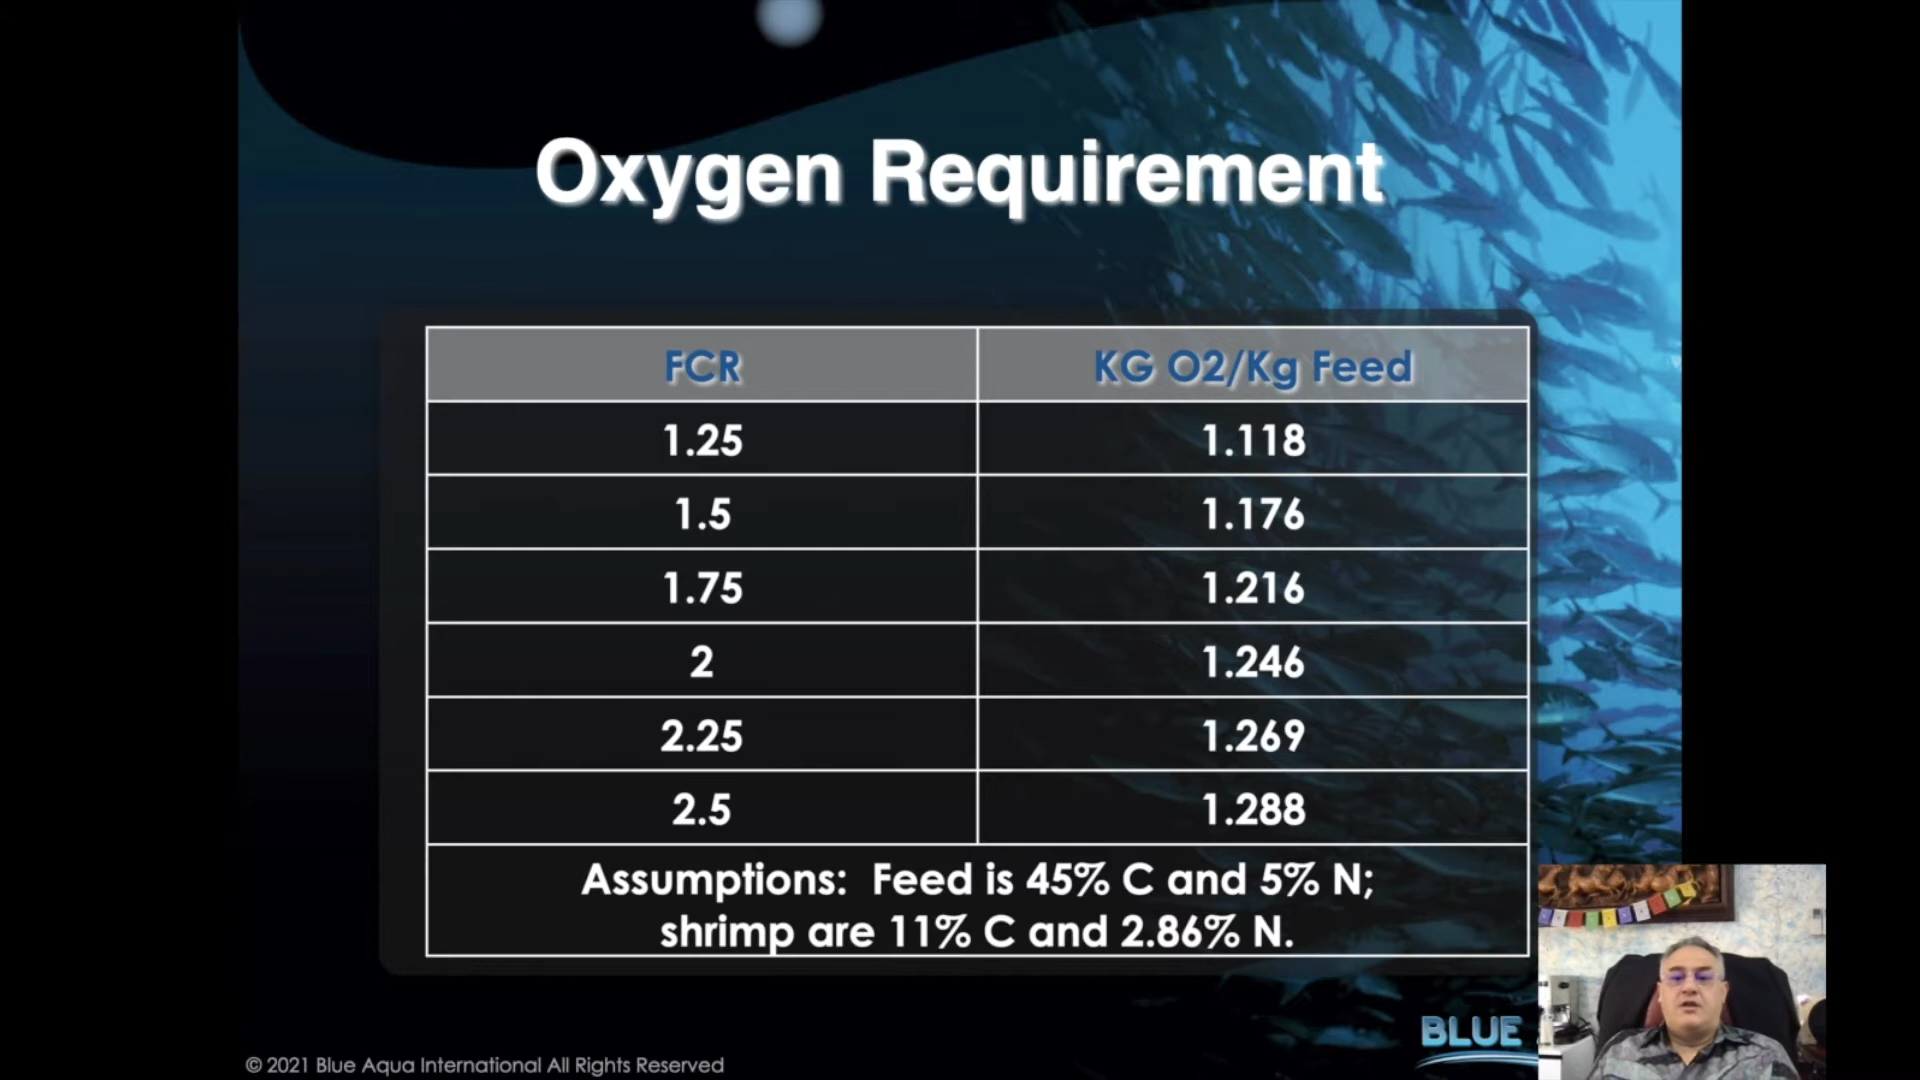 Oxygen Requirement
FCR KG O2/Kg Feed
1.25 1.118
1.5 1.176
1.75 1.216
2 1.246
2.25 1.269
2.5 1.288
Assumptions: Feed is 45% C and 5% N;
shrimp are 11% C and 2.86% N.
BLUE
© 2021 Blue Aqua International All Rights Reserved